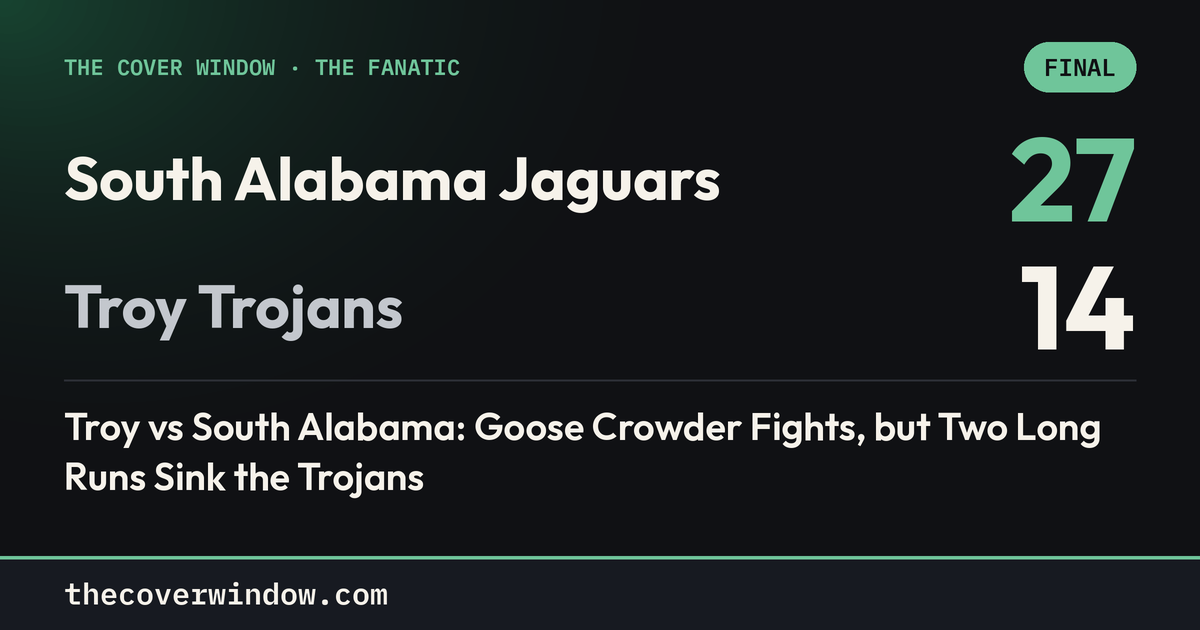 THE COVER WINDOW · THE FANATIC
FINAL
South Alabama Jaguars
27
Troy Trojans
14
Troy vs South Alabama: Goose Crowder Fights, but Two Long
Runs Sink the Trojans
thecoverwindow.com